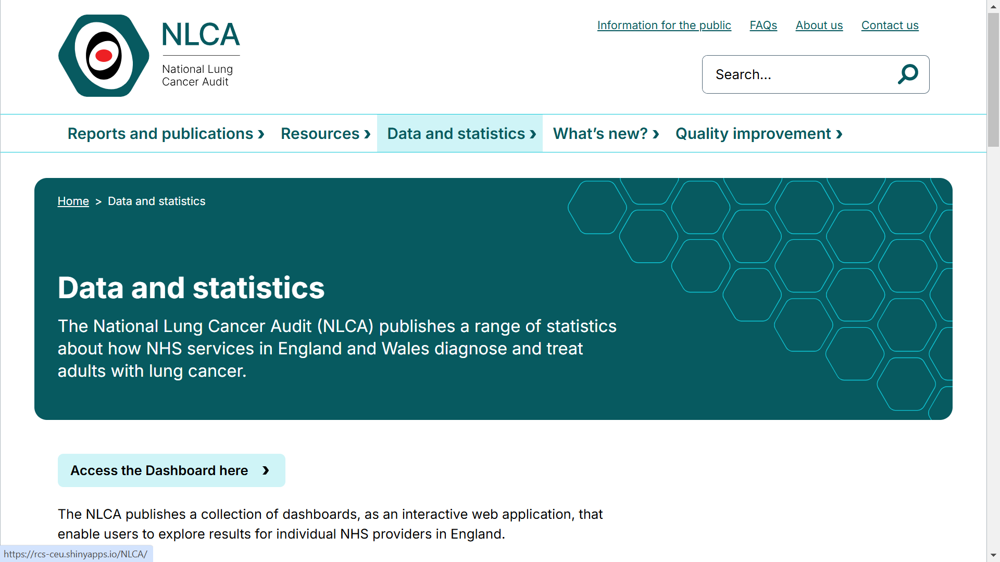 NLCA
National Lung
Cancer Audit
Information for the public FAQs About us Contact us
Search...
Reports and publications › Resources › Data and statistics › What’s new? › Quality improvement ›
Home > Data and statistics
Data and statistics
The National Lung Cancer Audit (NLCA) publishes a range of statistics
about how NHS services in England and Wales diagnose and treat
adults with lung cancer.
Access the Dashboard here ›
The NLCA publishes a collection of dashboards, as an interactive web application, that
enable users to explore results for individual NHS providers in England.
https://rcs-ceu.shinyapps.io/NLCA/